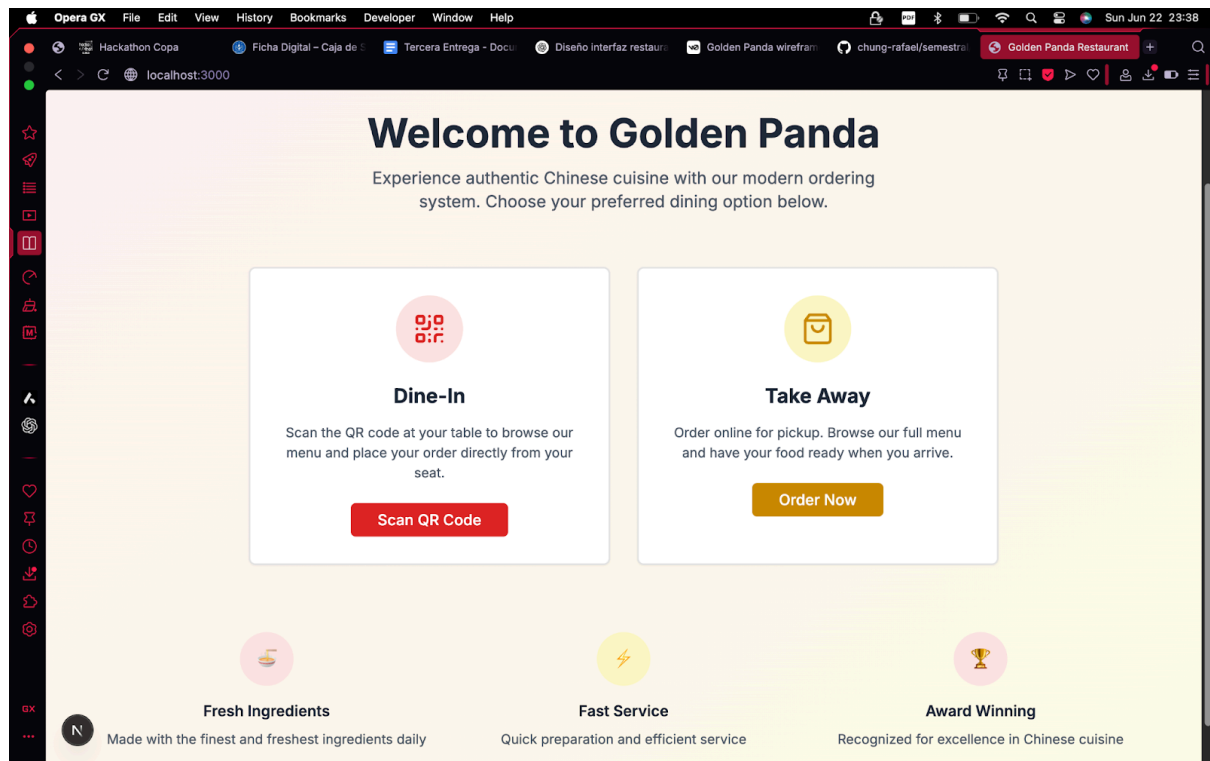 Opera GX File Edit View History Bookmarks Developer Window Help PDF Sun Jun 22 23:38
Hackathon Copa Ficha Digital – Caja de S Tercera Entrega - Docu Diseño interfaz restaura Golden Panda wirefram chung-rafael/semestral Golden Panda Restaurant
localhost:3000
Welcome to Golden Panda
Experience authentic Chinese cuisine with our modern ordering
system. Choose your preferred dining option below.
Dine-In
Scan the QR code at your table to browse our
menu and place your order directly from your
seat.
Scan QR Code
Take Away
Order online for pickup. Browse our full menu
and have your food ready when you arrive.
Order Now
Fresh Ingredients
Made with the finest and freshest ingredients daily
Fast Service
Quick preparation and efficient service
Award Winning
Recognized for excellence in Chinese cuisine
M
GX
N